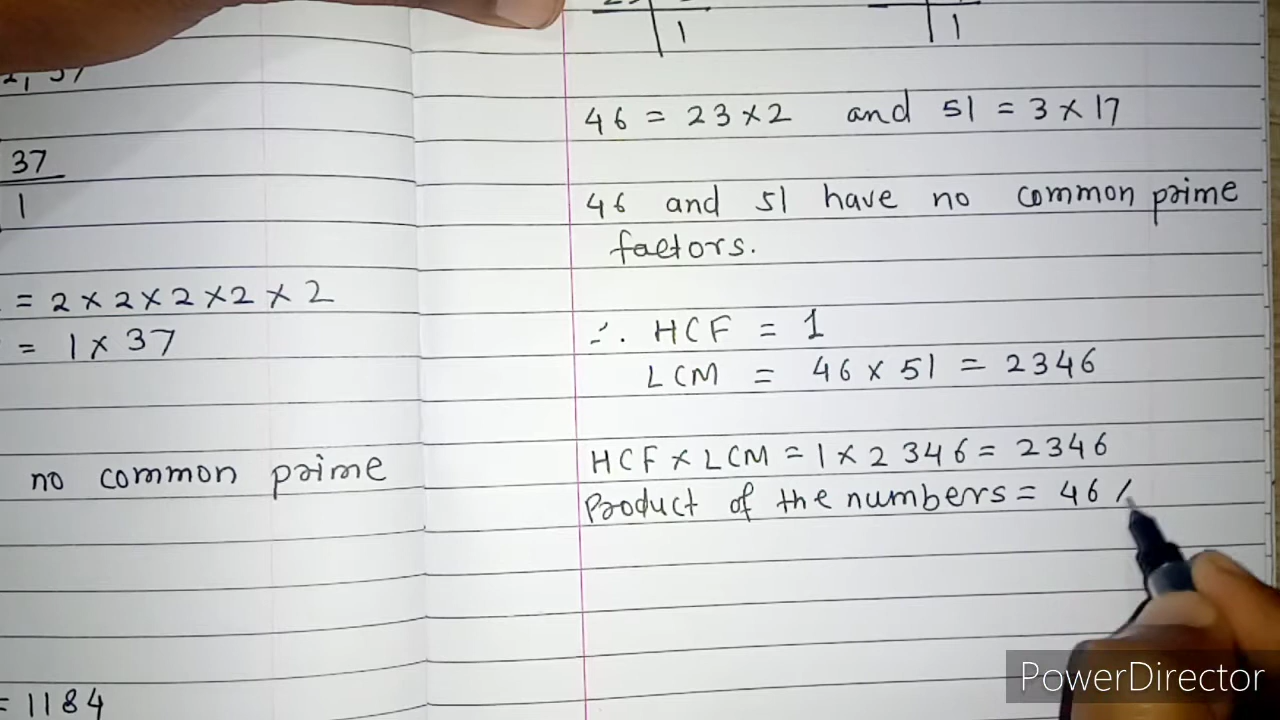 37
1
= 2 × 2 × 2 × 2 × 2
= 1 × 37
no common prime
= 1184
1
1
46 = 23 × 2 and 51 = 3 × 17
46 and 51 have no common prime
factors.
∴ HCF = 1
LCM = 46 × 51 = 2346
HCF × LCM = 1 × 2346 = 2346
Product of the numbers = 46
PowerDirector